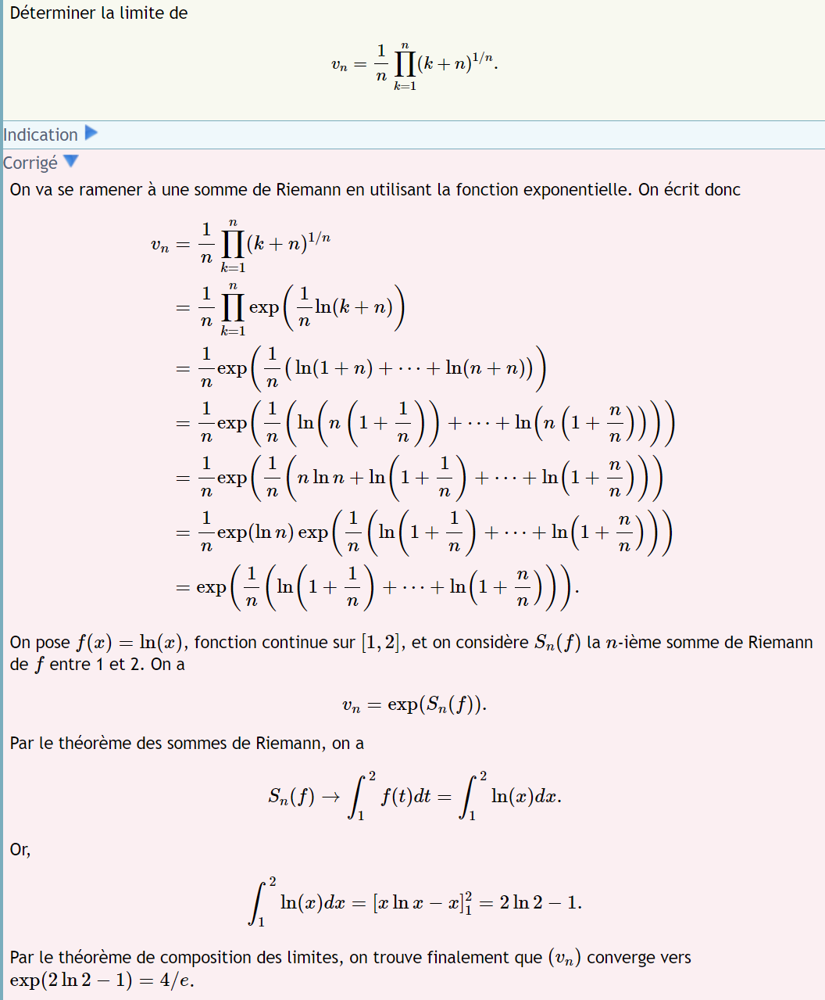 Déterminer la limite de
$$v_n = \frac{1}{n} \prod_{k=1}^{n} (k+n)^{1/n}.$$
Indication ▶
Corrigé ▼
On va se ramener à une somme de Riemann en utilisant la fonction exponentielle. On écrit donc
$$v_n = \frac{1}{n} \prod_{k=1}^{n} (k+n)^{1/n}$$
$$= \frac{1}{n} \prod_{k=1}^{n} \exp\left(\frac{1}{n} \ln(k+n)\right)$$
$$= \frac{1}{n} \exp\left(\frac{1}{n} \left(\ln(1+n) + \cdots + \ln(n+n)\right)\right)$$
$$= \frac{1}{n} \exp\left(\frac{1}{n} \left(\ln\left(n\left(1+\frac{1}{n}\right)\right) + \cdots + \ln\left(n\left(1+\frac{n}{n}\right)\right)\right)\right)$$
$$= \frac{1}{n} \exp\left(\frac{1}{n} \left(n\ln n + \ln\left(1+\frac{1}{n}\right) + \cdots + \ln\left(1+\frac{n}{n}\right)\right)\right)$$
$$= \frac{1}{n} \exp(\ln n) \exp\left(\frac{1}{n} \left(\ln\left(1+\frac{1}{n}\right) + \cdots + \ln\left(1+\frac{n}{n}\right)\right)\right)$$
$$= \exp\left(\frac{1}{n} \left(\ln\left(1+\frac{1}{n}\right) + \cdots + \ln\left(1+\frac{n}{n}\right)\right)\right).$$
On pose $f(x) = \ln(x)$, fonction continue sur $[1,2]$, et on considère $S_n(f)$ la $n$-ième somme de Riemann
de $f$ entre 1 et 2. On a
$$v_n = \exp(S_n(f)).$$
Par le théorème des sommes de Riemann, on a
$$S_n(f) \to \int_1^2 f(t)dt = \int_1^2 \ln(x)dx.$$
Or,
$$\int_1^2 \ln(x)dx = [x\ln x - x]_1^2 = 2\ln 2 - 1.$$
Par le théorème de composition des limites, on trouve finalement que $(v_n)$ converge vers
$\exp(2\ln 2 - 1) = 4/e.$